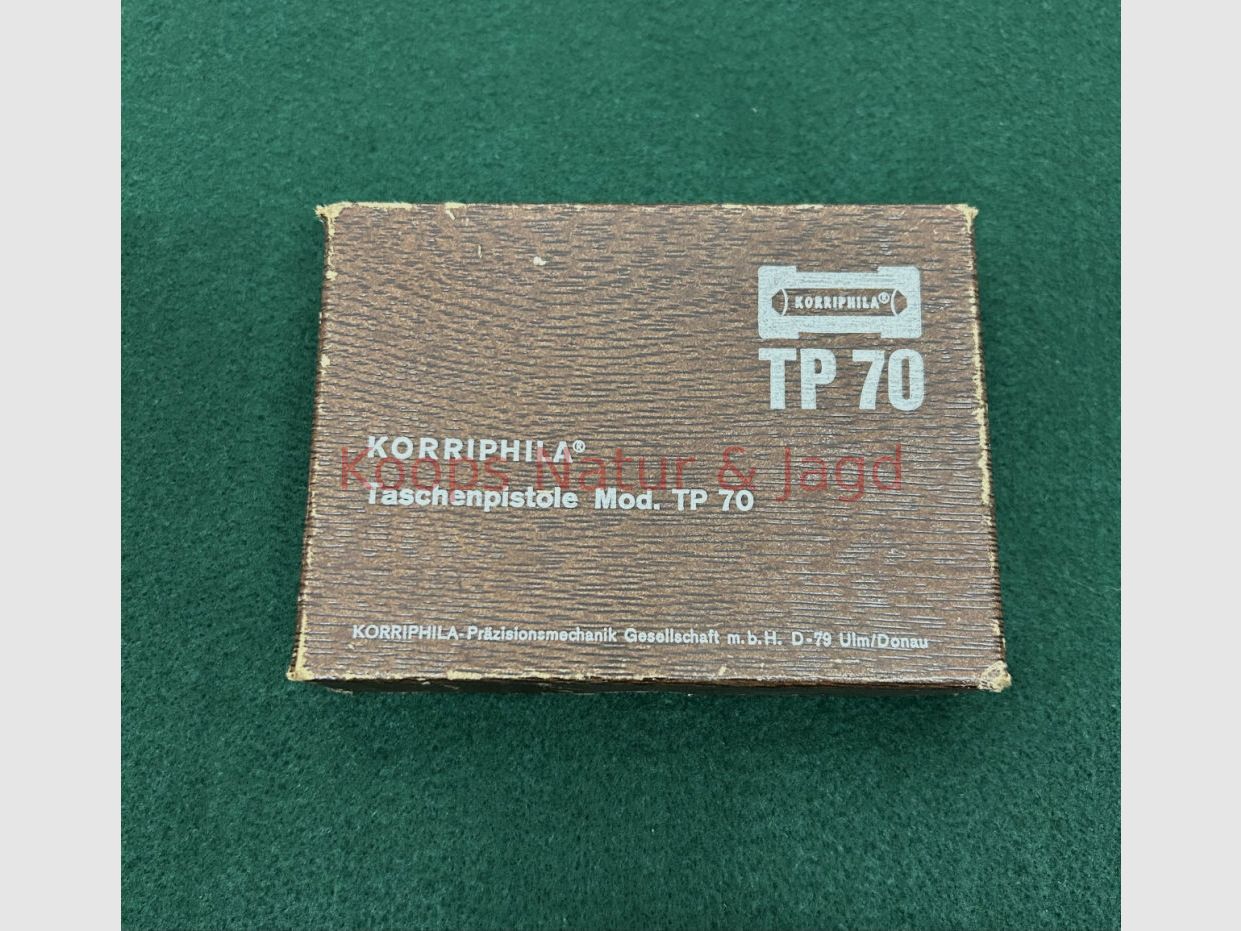 KORRIPHILA®
TP 70
KORRIPHILA®
Koops Natur & Jagd
Taschenpistole Mod. TP 70
KORRIPHILA-Präzisionsmechanik Gesellschaft m.b.H. D-79 Ulm/Donau